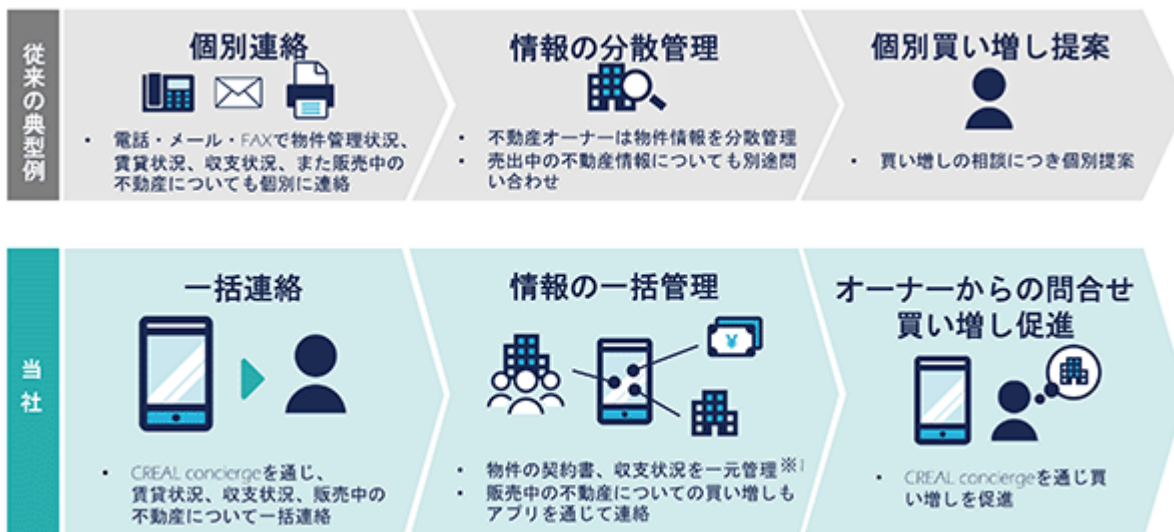 従来の典型例
個別連絡
・ 電話・メール・FAXで物件管理状況、
賃貸状況、収支状況、また販売中の
不動産についても個別に連絡
情報の分散管理
・ 不動産オーナーは物件情報を分散管理
・ 売出中の不動産情報についても別途問
い合わせ
個別買い増し提案
・ 買い増しの相談につき個別提案
当社
一括連絡
・ CREAL conciergeを通じ、
賃貸状況、収支状況、販売中の
不動産について一括連絡
情報の一括管理
¥
・ 物件の契約書、収支状況を一元管理※1
・ 販売中の不動産についての買い増しも
アプリを通じて連絡
オーナーからの問合せ
買い増し促進
・ CREAL conciergeを通じ買
い増しを促進